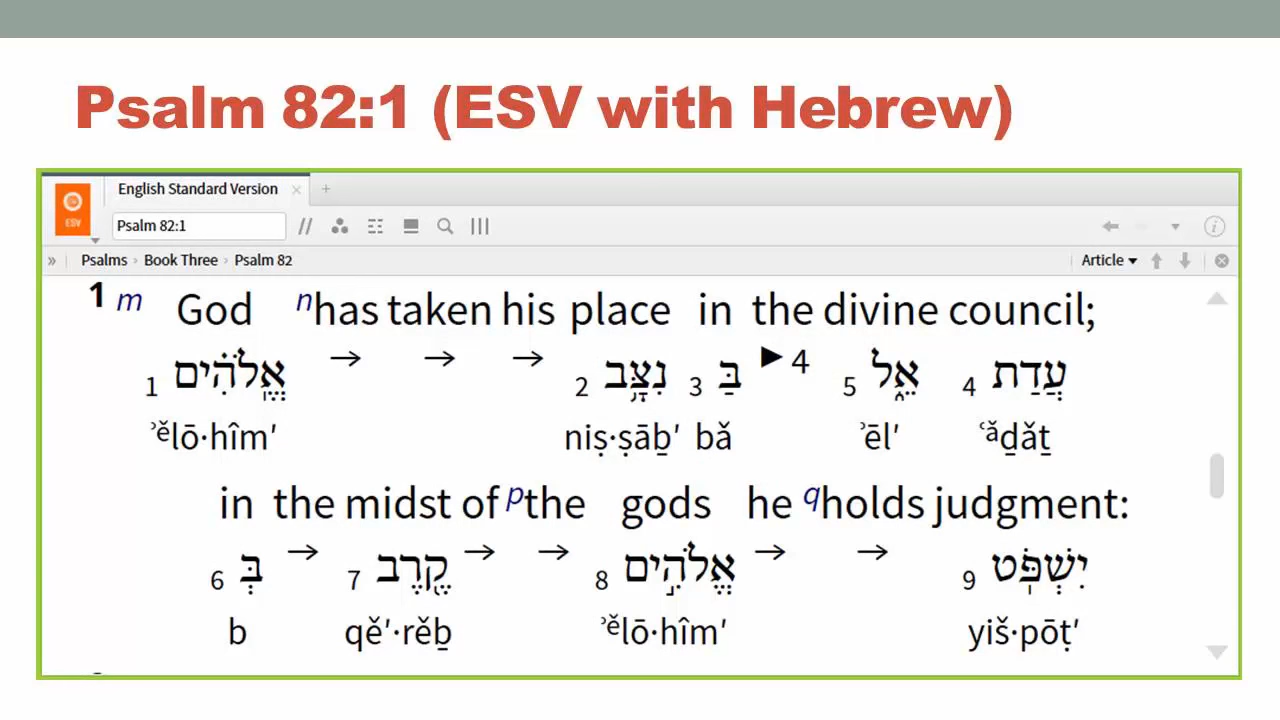 Psalm 82:1 (ESV with Hebrew)
English Standard Version × +
ESV
Psalm 82:1
» Psalms › Book Three › Psalm 82 Article
1 m God n has taken his place in the divine council;
1 אֱֽלֹהִ֗ים → → → 2 נִצָּ֥ב 3 בַּ ▶ 4 5 אֵ֑ל 4 עֲדַת
ʾᵉ̆lō·hîm′ niṣ·ṣāḇ′ bǎ ʾēl′ ʿᵃ̆ḏǎṯ
in the midst of p the gods he q holds judgment:
6 בְּ → 7 קֶ֖רֶב → → 8 אֱלֹהִ֣ים → → 9 יִשְׁפֹּֽט
b qě′·rěḇ ʾᵉ̆lō·hîm′ yiš·pōṭ′